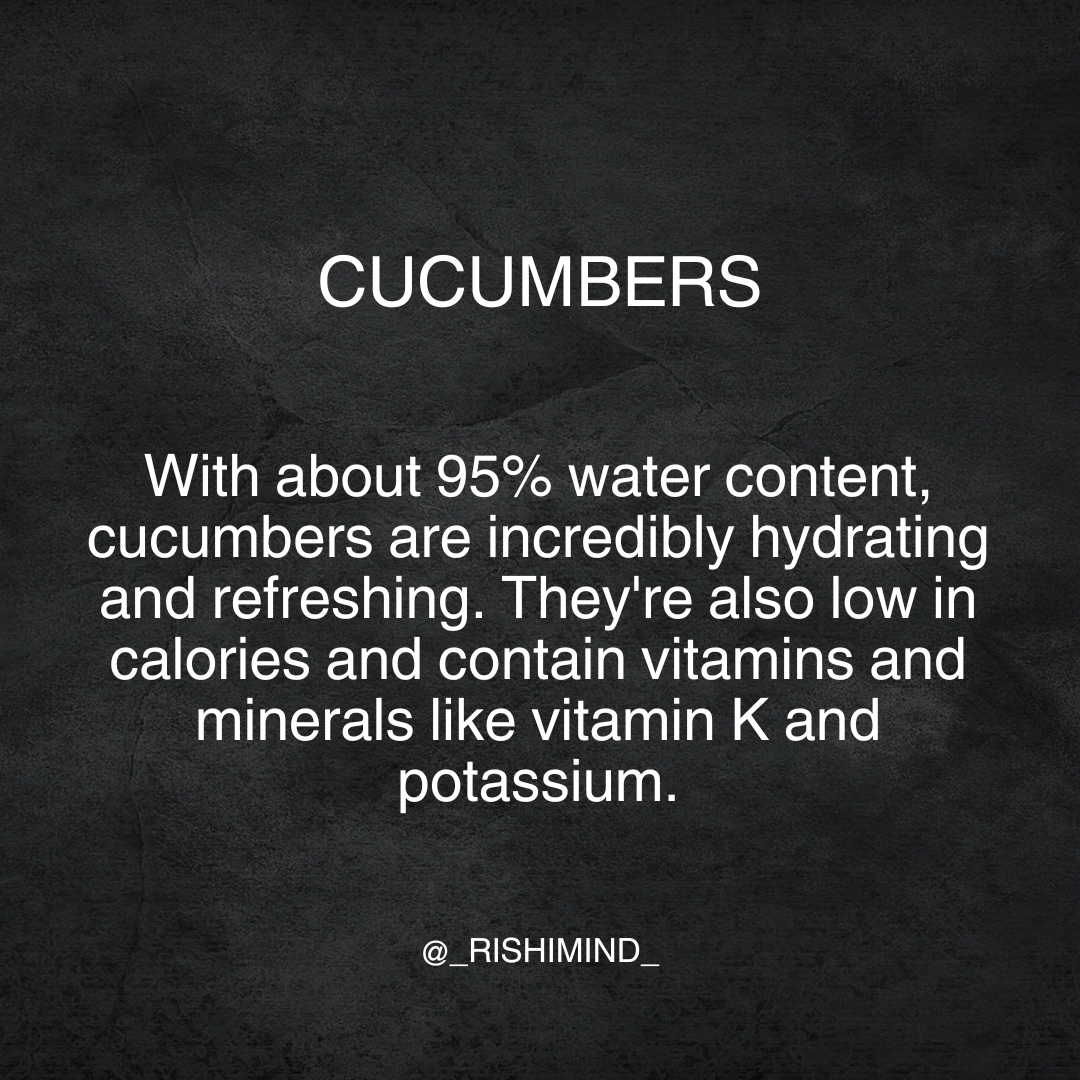 CUCUMBERS
With about 95% water content,
cucumbers are incredibly hydrating
and refreshing. They're also low in
calories and contain vitamins and
minerals like vitamin K and
potassium.
@_RISHIMIND_